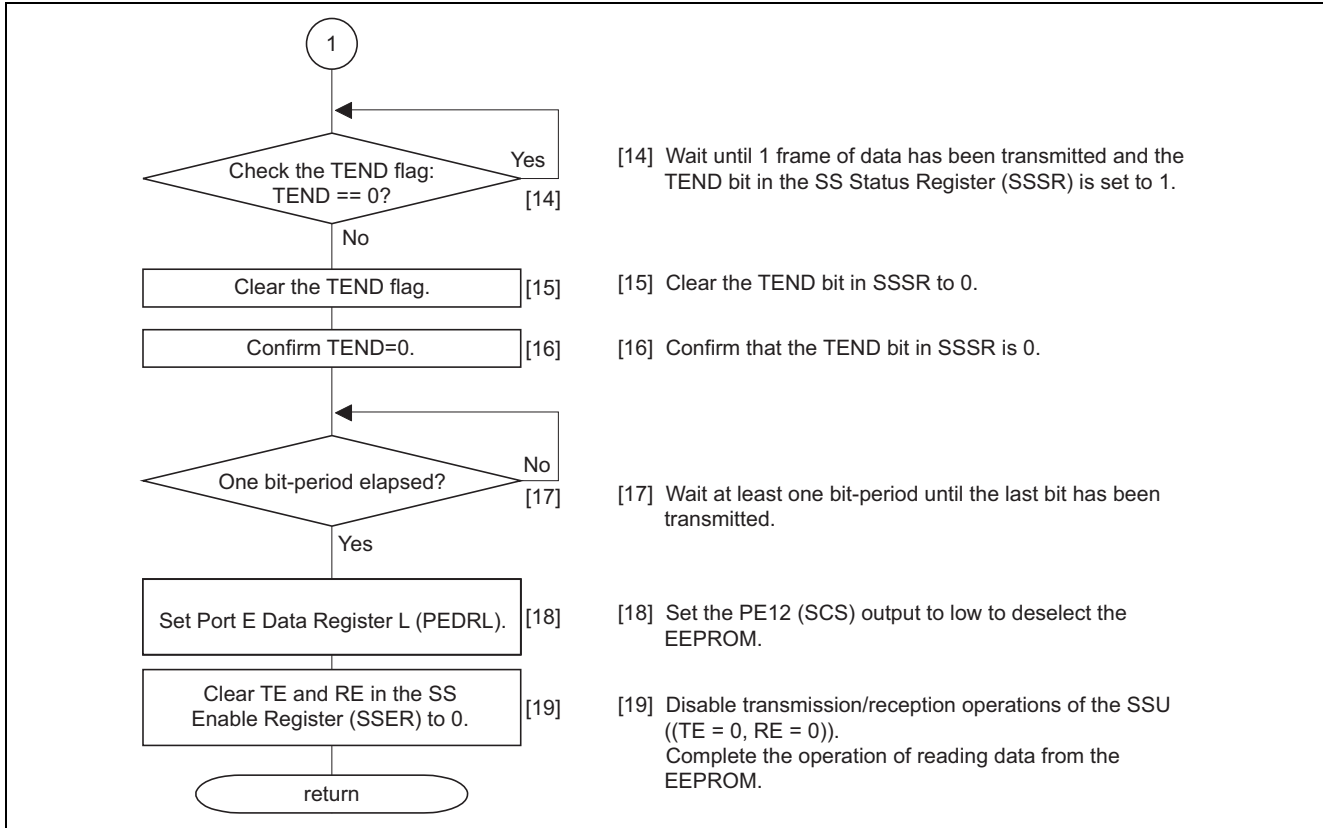 1
Check the TEND flag:
TEND == 0?
Yes
[14]
No
[14] Wait until 1 frame of data has been transmitted and the
TEND bit in the SS Status Register (SSSR) is set to 1.
Clear the TEND flag.
[15]
[15] Clear the TEND bit in SSSR to 0.
Confirm TEND=0.
[16]
[16] Confirm that the TEND bit in SSSR is 0.
One bit-period elapsed?
No
[17]
Yes
[17] Wait at least one bit-period until the last bit has been
transmitted.
Set Port E Data Register L (PEDRL).
[18]
[18] Set the PE12 (SCS) output to low to deselect the
EEPROM.
Clear TE and RE in the SS
Enable Register (SSER) to 0.
[19]
[19] Disable transmission/reception operations of the SSU
((TE = 0, RE = 0)).
Complete the operation of reading data from the
EEPROM.
return